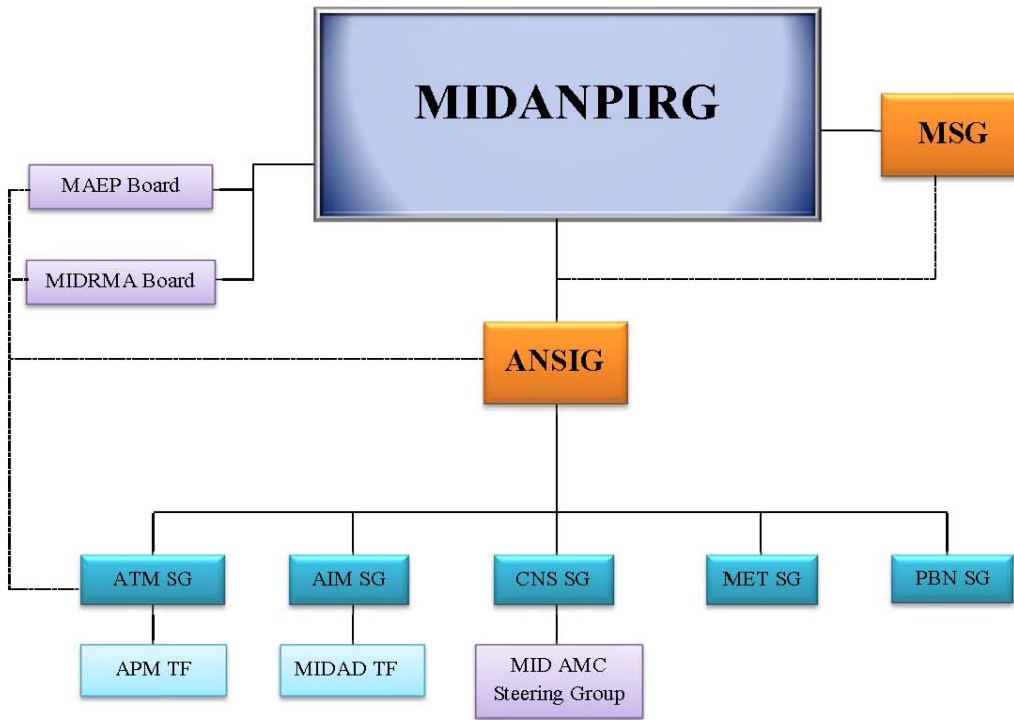 MIDANPIRG
MSG
MAEP Board
MIDRMA Board
ANSIG
ATM SG
AIM SG
CNS SG
MET SG
PBN SG
APM TF
MIDAD TF
MID AMC
Steering Group